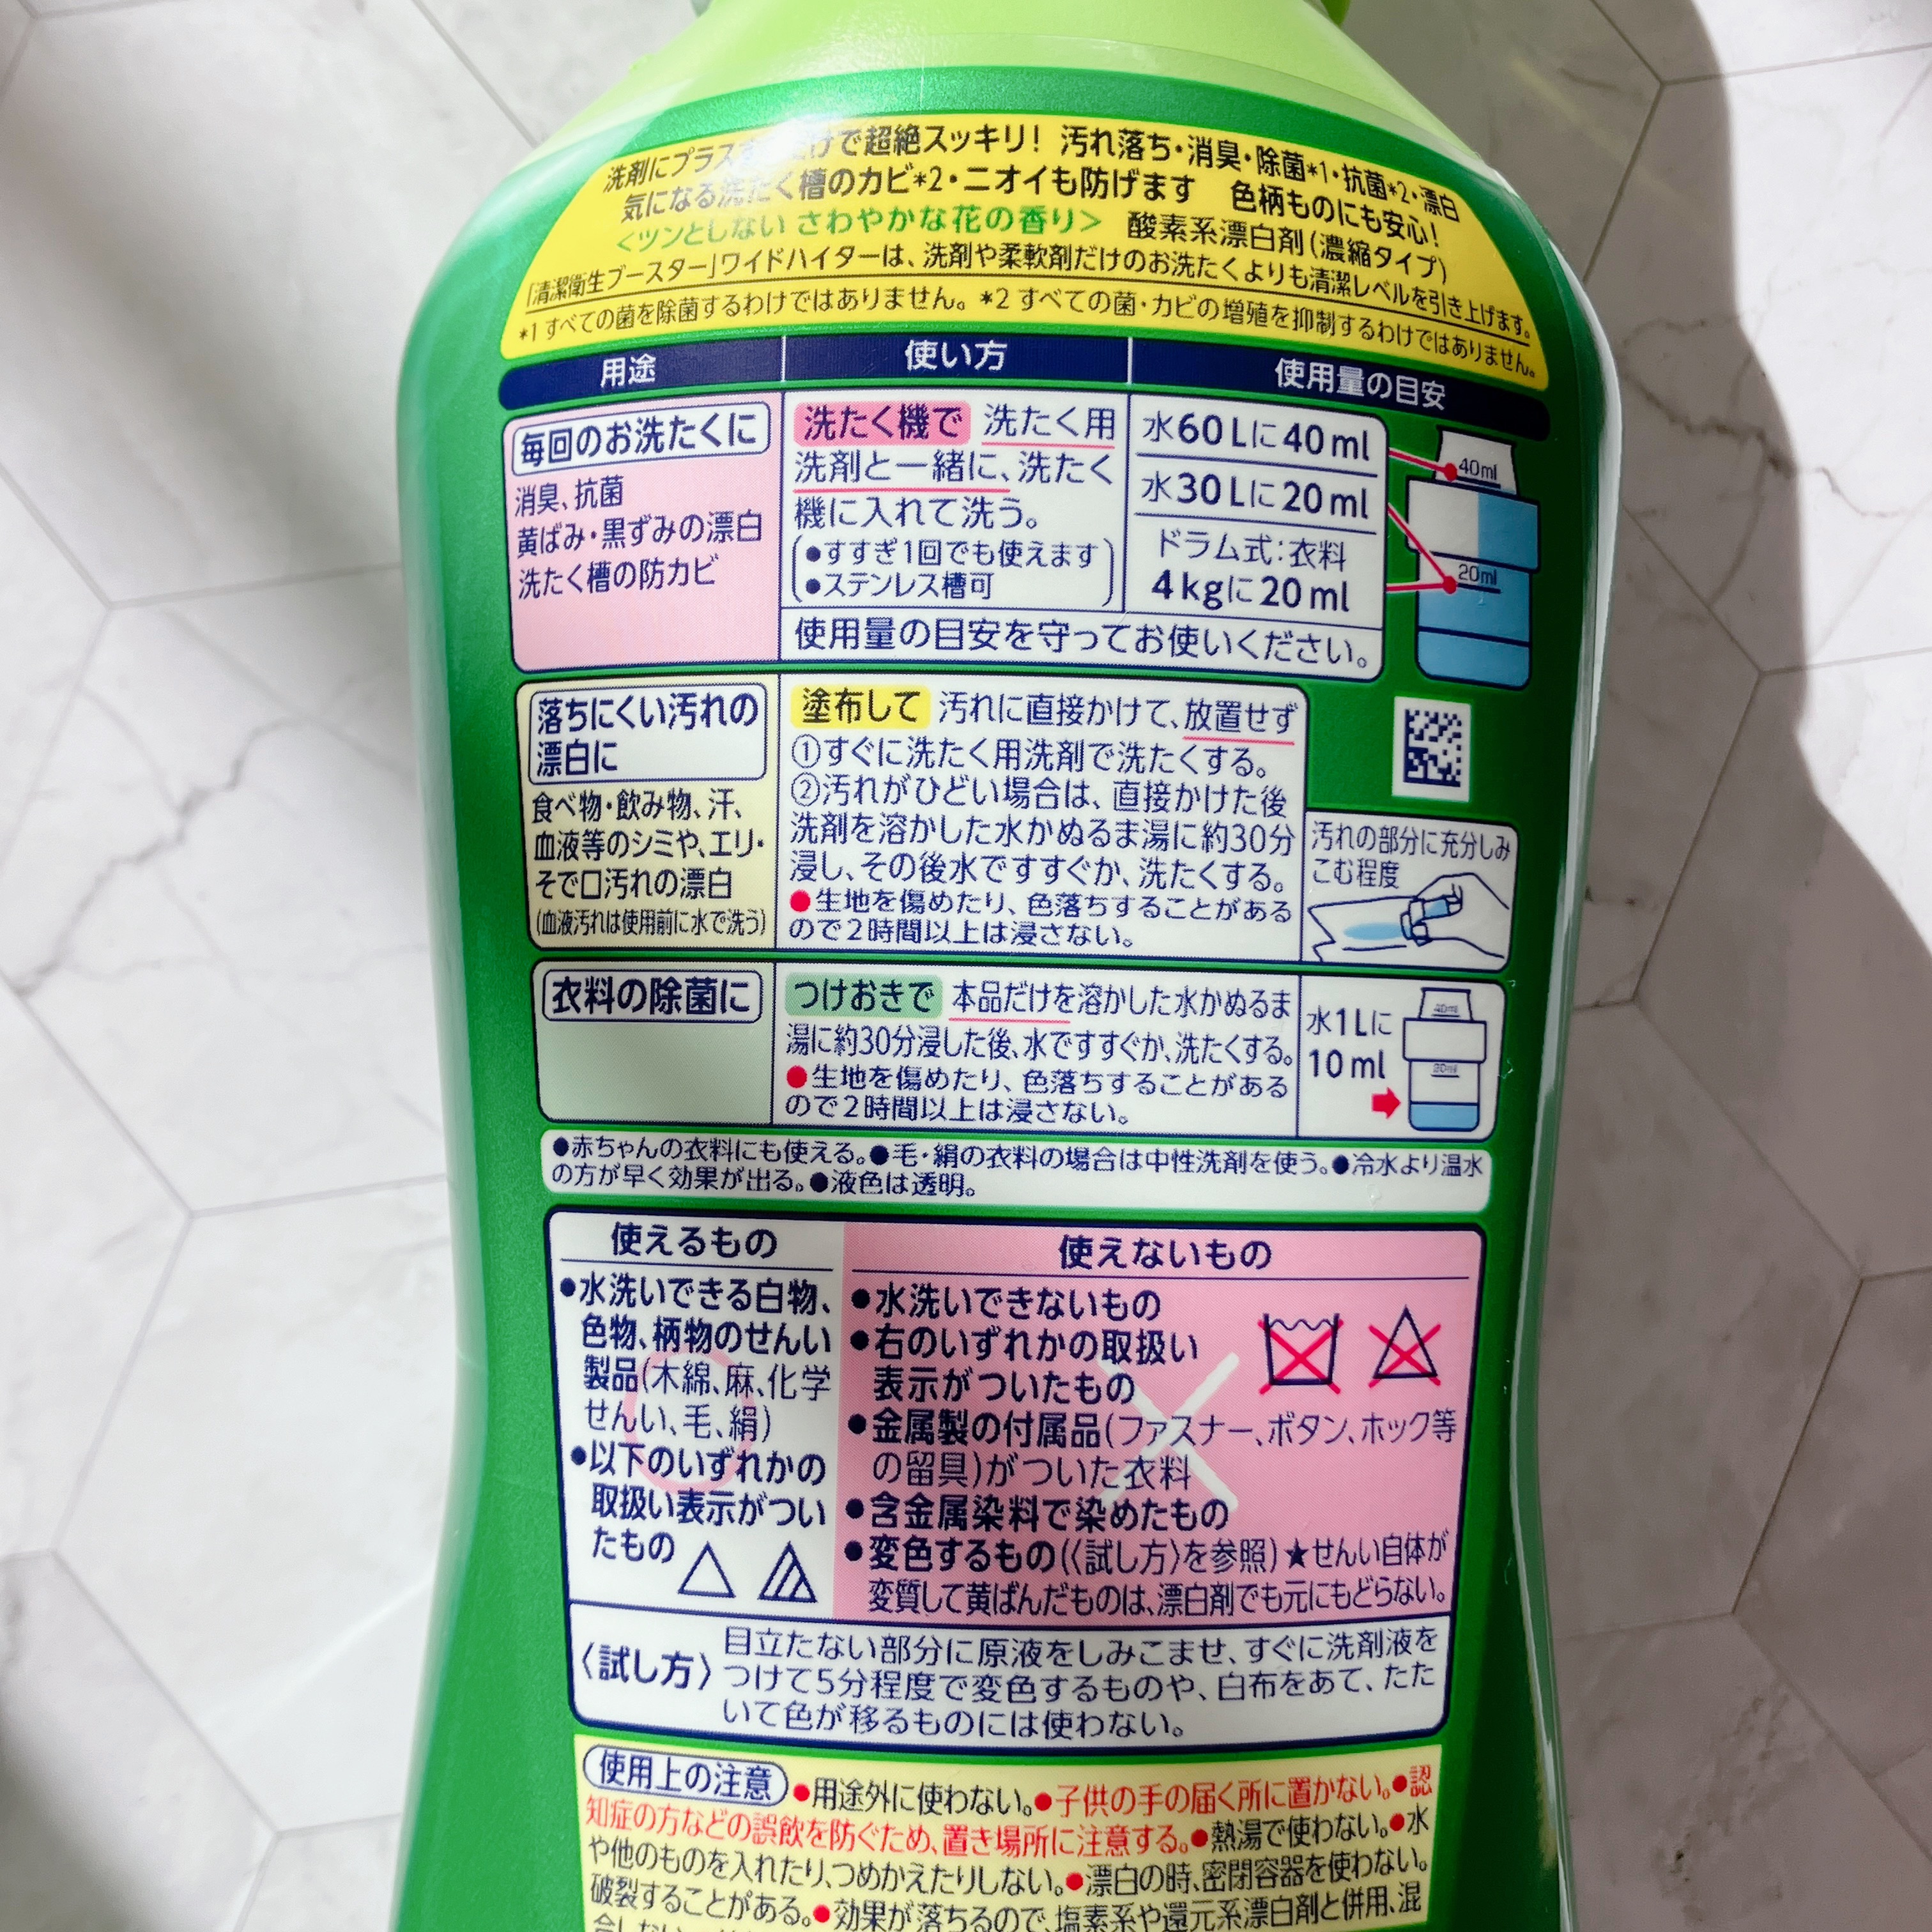 洗剤にプラスするだけで超絶スッキリ! 汚れ落ち・消臭・除菌*1・抗菌*2・漂白
気になる洗たく槽のカビ*2・ニオイも防げます 色柄ものにも安心!
<ツンとしない さわやかな花の香り> 酸素系漂白剤(濃縮タイプ)
「清潔衛生ブースター」ワイドハイターは、洗剤や柔軟剤だけのお洗たくよりも清潔レベルを引き上げます。
*1 すべての菌を除菌するわけではありません。 *2 すべての菌・カビの増殖を抑制するわけではありません。
用途 使い方 使用量の目安
毎回のお洗たくに
消臭、抗菌
黄ばみ・黒ずみの漂白
洗たく槽の防カビ
洗たく機で 洗たく用
洗剤と一緒に、洗たく
機に入れて洗う。
(●すすぎ1回でも使えます
●ステンレス槽可)
水60Lに40ml
水30Lに20ml
ドラム式:衣料
4kgに20ml
40ml
20ml
使用量の目安を守ってお使いください。
落ちにくい汚れの
漂白に
食べ物・飲み物、汗、
血液等のシミや、エリ・
そで口汚れの漂白
(血液汚れは使用前に水で洗う)
塗布して 汚れに直接かけて、放置せず
①すぐに洗たく用洗剤で洗たくする。
②汚れがひどい場合は、直接かけた後
洗剤を溶かした水かぬるま湯に約30分
浸し、その後水ですすぐか、洗たくする。
●生地を傷めたり、色落ちすることがある
ので2時間以上は浸さない。
汚れの部分に充分しみ
こむ程度
衣料の除菌に
つけおきで 本品だけを溶かした水かぬるま
湯に約30分浸した後、水ですすぐか、洗たくする。
●生地を傷めたり、色落ちすることがある
ので2時間以上は浸さない。
水1Lに
10ml
40ml
20ml
●赤ちゃんの衣料にも使える。●毛・絹の衣料の場合は中性洗剤を使う。●冷水より温水
の方が早く効果が出る。●液色は透明。
使えるもの
●水洗いできる白物、
色物、柄物のせんい
製品(木綿、麻、化学
せんい、毛、絹)
●以下のいずれかの
取扱い表示がつい
たもの
使えないもの
●水洗いできないもの
●右のいずれかの取扱い
表示がついたもの
●金属製の付属品(ファスナー、ボタン、ホック等
の留具)がついた衣料
●含金属染料で染めたもの
●変色するもの(〈試し方〉を参照)★せんい自体が
変質して黄ばんだものは、漂白剤でも元にもどらない。
〈試し方〉
目立たない部分に原液をしみこませ、すぐに洗剤液を
つけて5分程度で変色するものや、白布をあて、たた
いて色が移るものには使わない。
使用上の注意 ●用途外に使わない。●子供の手の届く所に置かない。●認
知症の方などの誤飲を防ぐため、置き場所に注意する。●熱湯で使わない。●水
や他のものを入れたり、つめかえたりしない。●漂白の時、密閉容器を使わない。
破裂することがある。●効果が落ちるので、塩素系や還元系漂白剤と併用、混
合しない